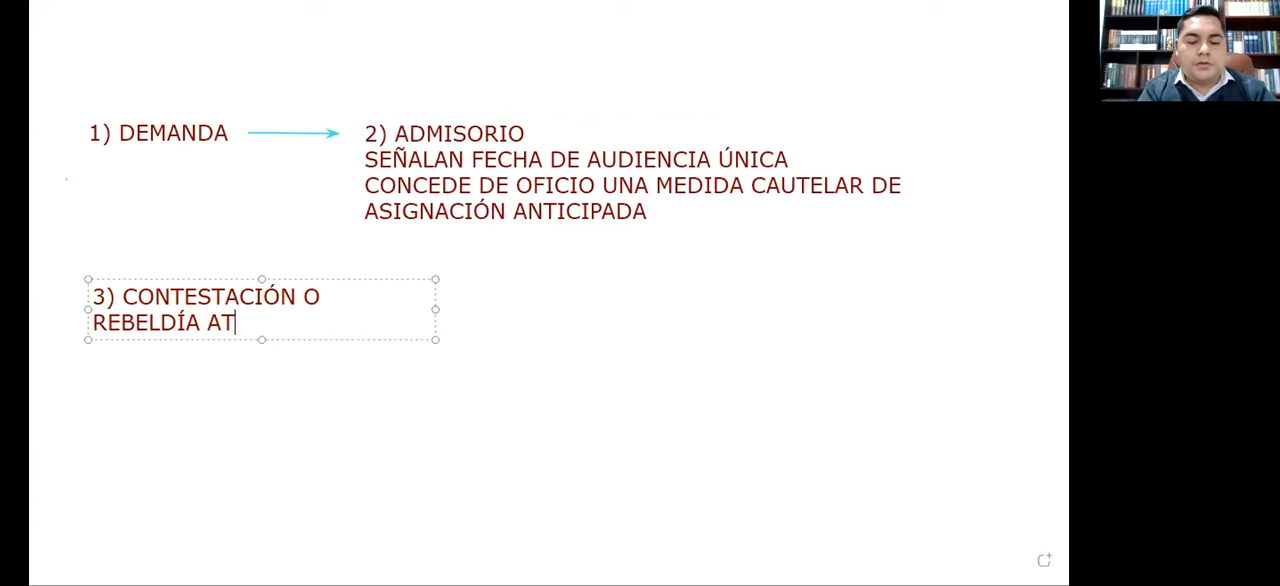 1) DEMANDA
2) ADMISORIO
SEÑALAN FECHA DE AUDIENCIA ÚNICA
CONCEDE DE OFICIO UNA MEDIDA CAUTELAR DE
ASIGNACIÓN ANTICIPADA
3) CONTESTACIÓN O
REBELDÍA AT